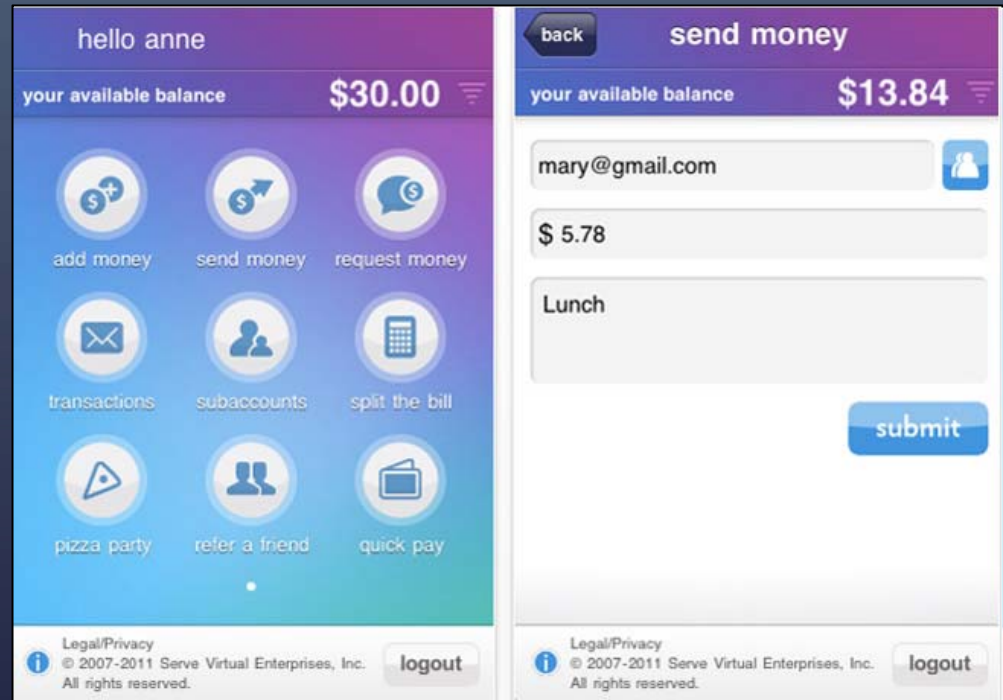 hello anne
your available balance $30.00
add money send money request money
transactions subaccounts split the bill
pizza party refer a friend quick pay
Legal/Privacy
© 2007-2011 Serve Virtual Enterprises, Inc.
All rights reserved.
logout
back send money
your available balance $13.84
mary@gmail.com
$ 5.78
Lunch
submit
Legal/Privacy
© 2007-2011 Serve Virtual Enterprises, Inc.
All rights reserved.
logout